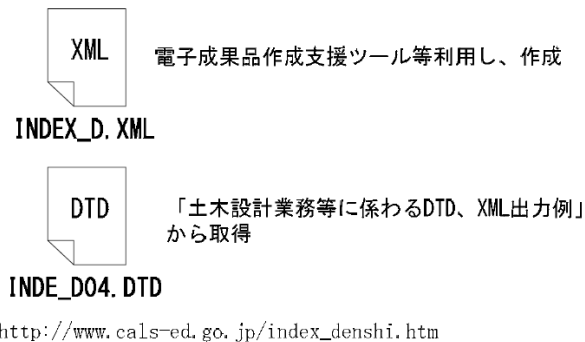 XML
電子成果品作成支援ツール等利用し、作成
INDEX_D.XML
DTD
「土木設計業務等に係わるDTD、XML出力例」
から取得
INDE_D04.DTD
http://www.cals-ed.go.jp/index_denshi.htm